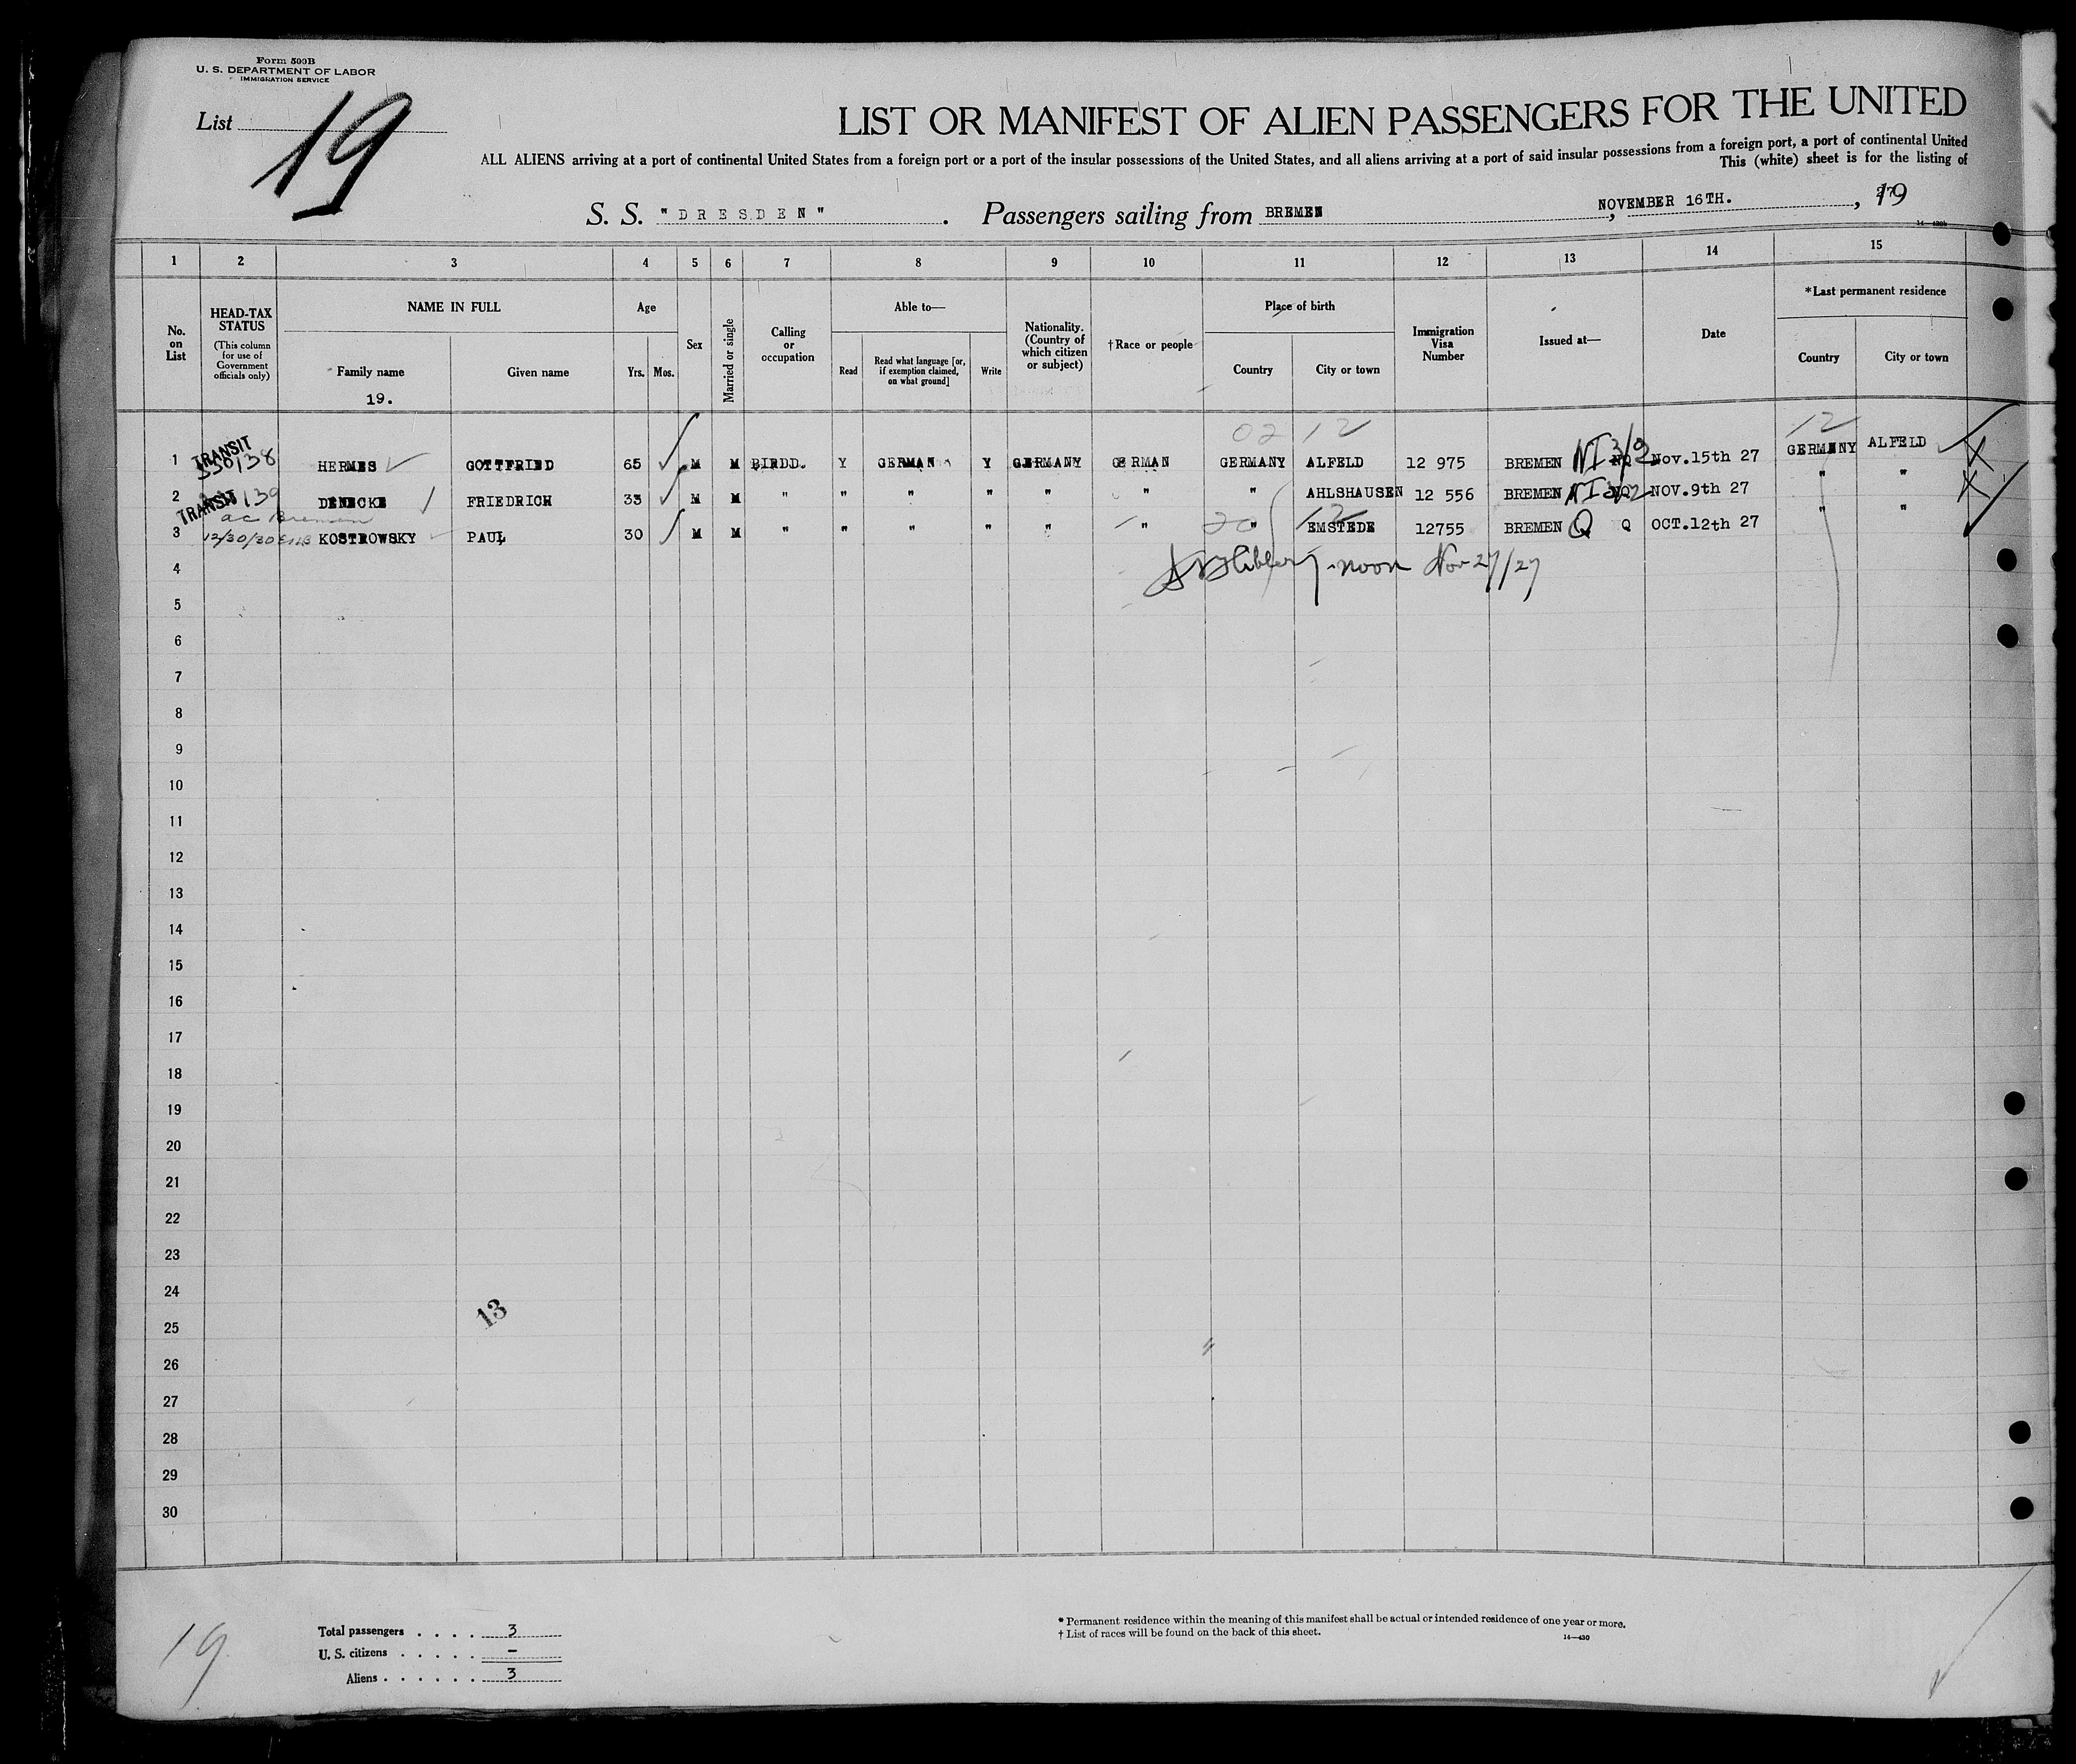 Form 500B
U. S. DEPARTMENT OF LABOR
IMMIGRATION SERVICE
List 19
LIST OR MANIFEST OF ALIEN PASSENGERS FOR THE UNITED
ALL ALIENS arriving at a port of continental United States from a foreign port or a port of the insular possessions of the United States, and all aliens arriving at a port of said insular possessions from a foreign port, a port of continental United
This (white) sheet is for the listing of
S. S. "DRESDEN". Passengers sailing from BREMEN, NOVEMBER 16TH., 19
1 2 3 4 5 6 7 8 9 10 11 12 13 14 15
No. on List
HEAD-TAX STATUS
(This column for use of Government officials only)
NAME IN FULL
Family name
Given name
19.
Age
Yrs.
Mos.
Sex
Married or single
Calling or occupation
Able to—
Read
Read what language [or, if exemption claimed, on what ground]
Write
Nationality. (Country of which citizen or subject)
†Race or people
Place of birth
Country
City or town
Immigration Visa Number
Issued at—
Date
*Last permanent residence
Country
City or town
02 12 12
1 TRANSIT HERMES GOTTFRIED 65 M M BIRDD. Y GERMAN Y GERMANY GERMAN GERMANY ALFELD 12 975 BREMEN NQ Nov.15th 27 GERMANY ALFELD
2 TRANSIT 139 DENECKE FRIEDRICH 33 M M " " " " " " " AHLSHAUSEN 12 556 BREMEN NOV.9th 27 " "
ac Bremen
3 12/30/30 KOSTROWSKY PAUL 30 M M " " " " " " 20 " 12 EMSTEDE 12755 BREMEN Q Q OCT.12th 27 " "
4 noon Nov 27/27
5
6
7
8
9
10
11
12
13
14
15
16
17
18
19
20
21
22
23
24
13
25
26
27
28
29
30
19
Total passengers . . . . 3
U. S. citizens . . . . . –
Aliens . . . . . . 3
* Permanent residence within the meaning of this manifest shall be actual or intended residence of one year or more.
† List of races will be found on the back of this sheet.
14—430